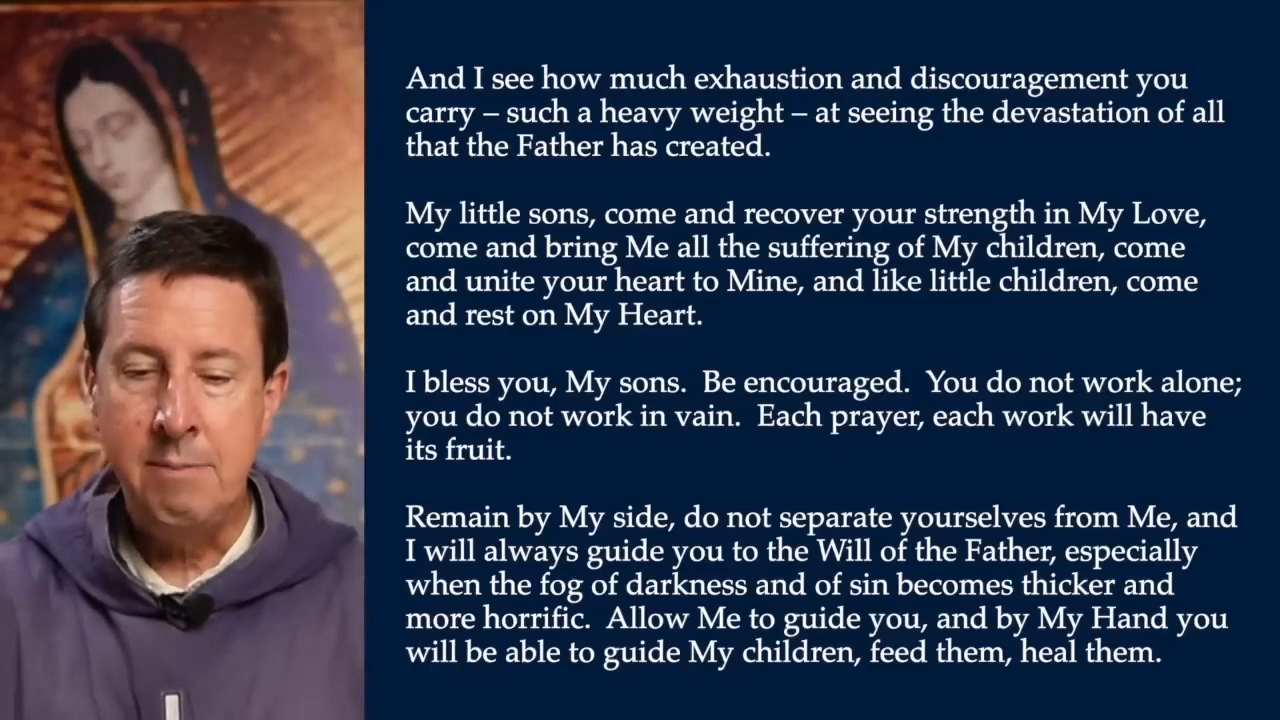 And I see how much exhaustion and discouragement you
carry – such a heavy weight – at seeing the devastation of all
that the Father has created.
My little sons, come and recover your strength in My Love,
come and bring Me all the suffering of My children, come
and unite your heart to Mine, and like little children, come
and rest on My Heart.
I bless you, My sons.  Be encouraged.  You do not work alone;
you do not work in vain.  Each prayer, each work will have
its fruit.
Remain by My side, do not separate yourselves from Me, and
I will always guide you to the Will of the Father, especially
when the fog of darkness and of sin becomes thicker and
more horrific.  Allow Me to guide you, and by My Hand you
will be able to guide My children, feed them, heal them.